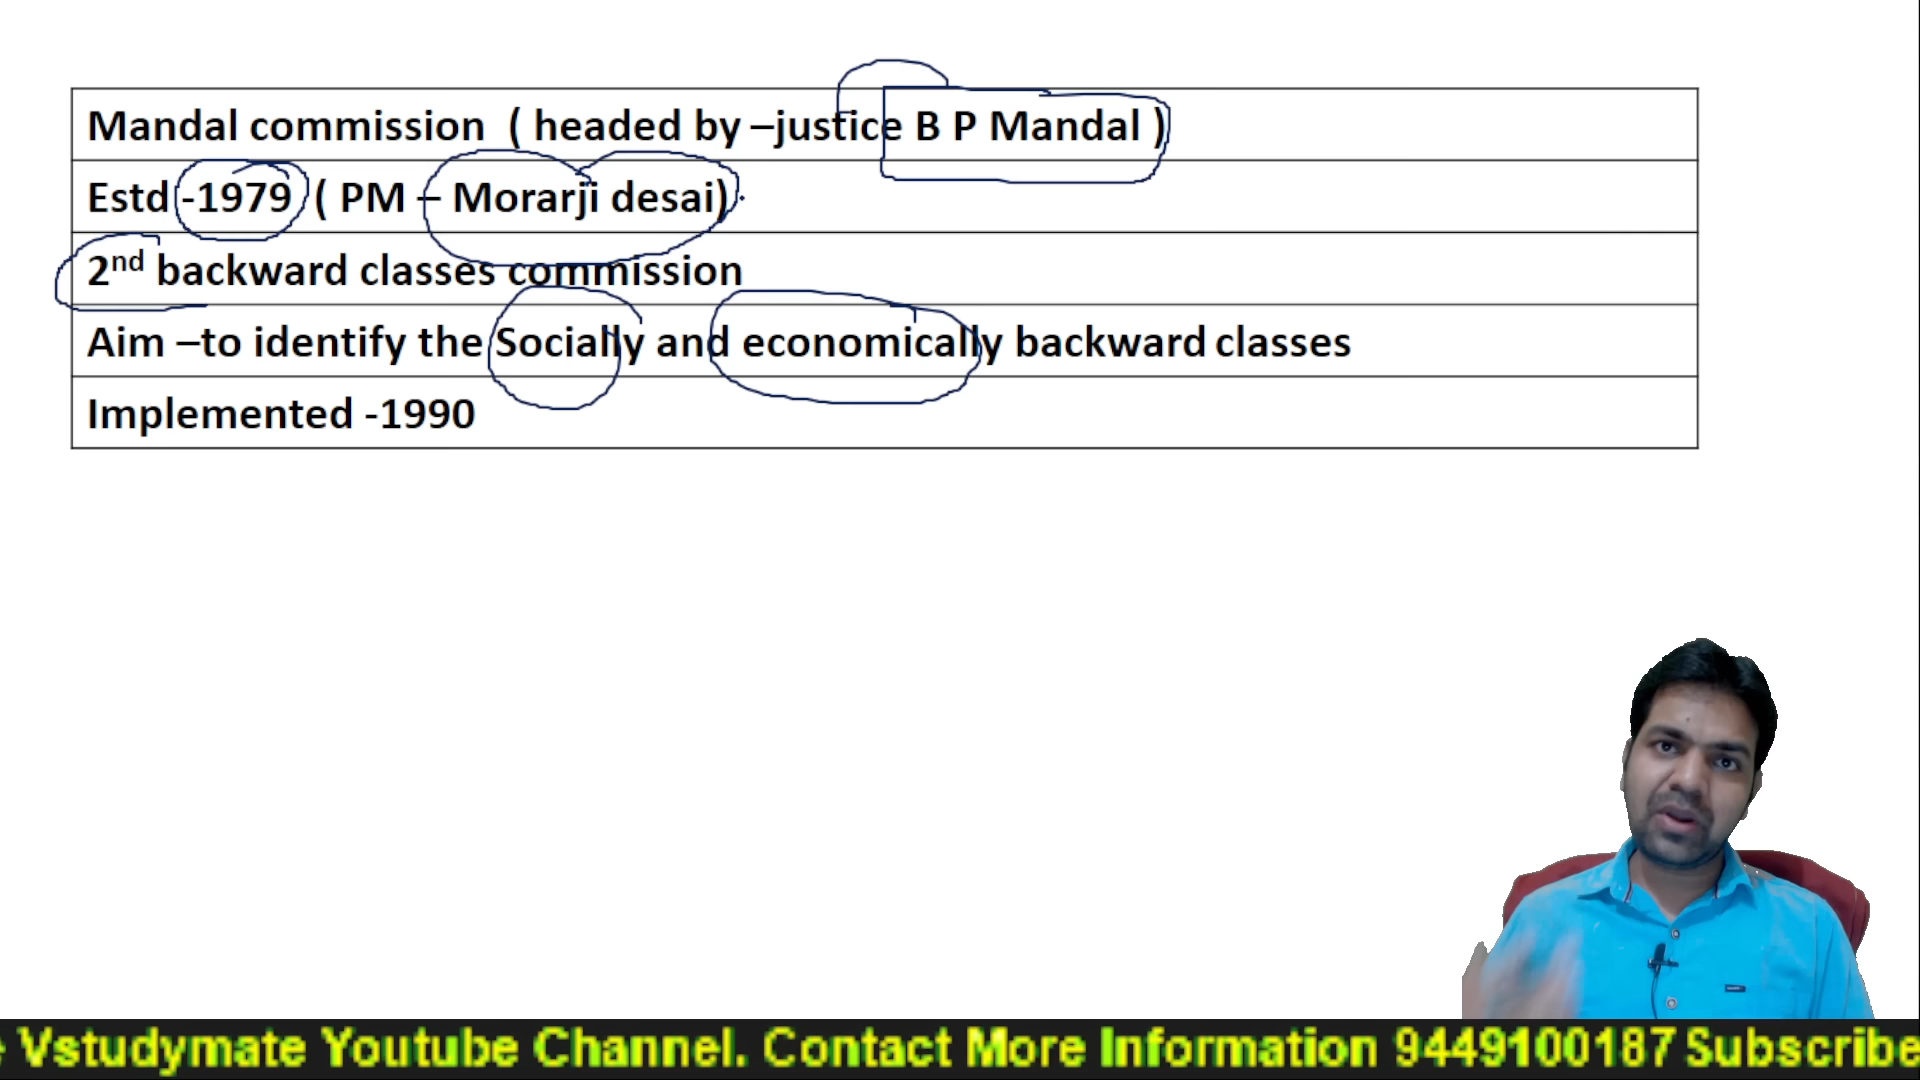 Mandal commission ( headed by –justice B P Mandal )
Estd -1979 ( PM – Morarji desai)
2nd backward classes commission
Aim –to identify the Socially and economically backward classes
Implemented -1990
Vstudymate Youtube Channel. Contact More Information 9449100187 Subscribe